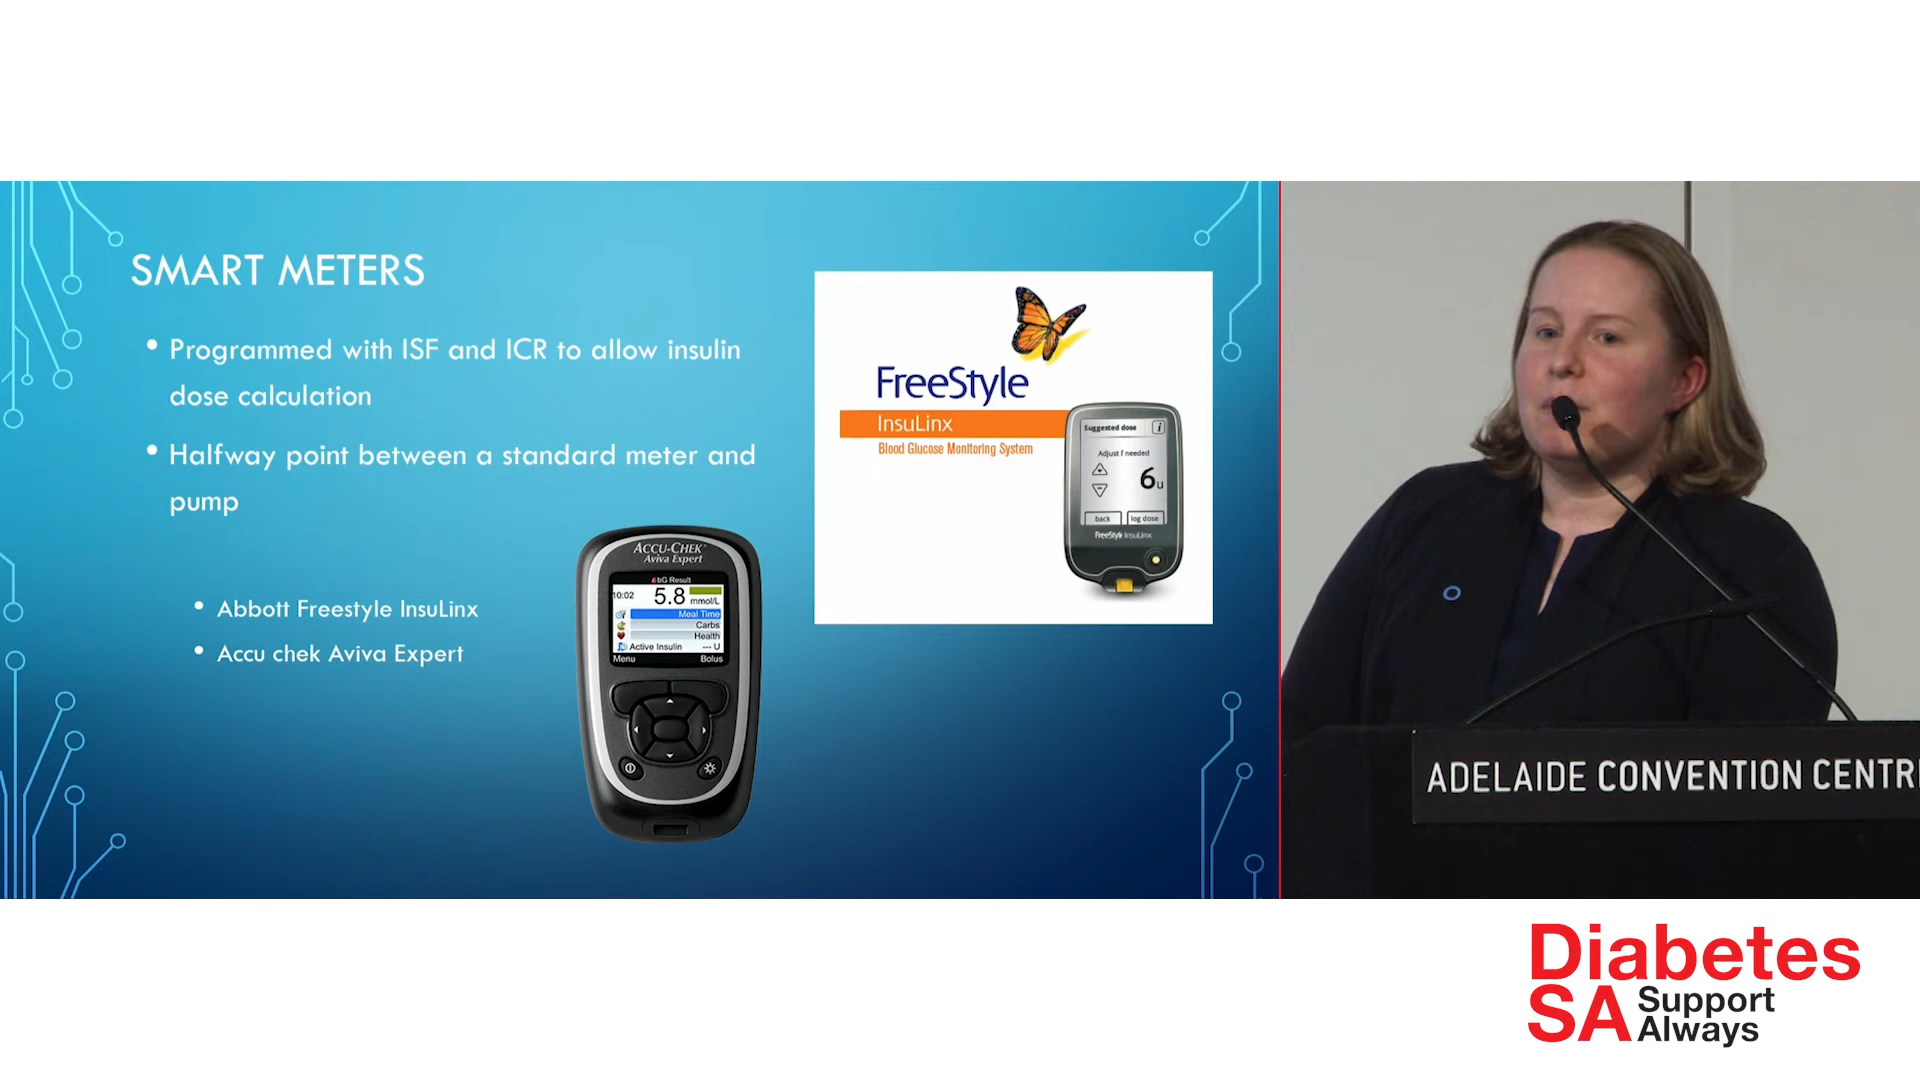 SMART METERS
Programmed with ISF and ICR to allow insulin
dose calculation
Halfway point between a standard meter and
pump
Abbott Freestyle InsuLinx
Accu chek Aviva Expert
ACCU-CHEK
Aviva Expert
bG Result
10:02
5.8
mmol/L
Meal Time
Carbs
Health
Active Insulin --- U
Menu Bolus
FreeStyle
InsuLinx
Blood Glucose Monitoring System
Suggested dose i
Adjust if needed
6u
back log dose
FreeStyle InsuLinx
ADELAIDE CONVENTION CENTR
Diabetes
SA Support
Always